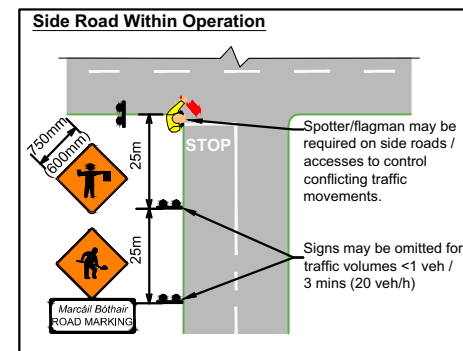 Side Road Within Operation
750mm
(600mm)
25m
STOP
Spotter/flagman may be
required on side roads /
accesses to control
conflicting traffic
movements.
25m
Signs may be omitted for
traffic volumes <1 veh /
3 mins (20 veh/h)
Marcáil Bóthair
ROAD MARKING